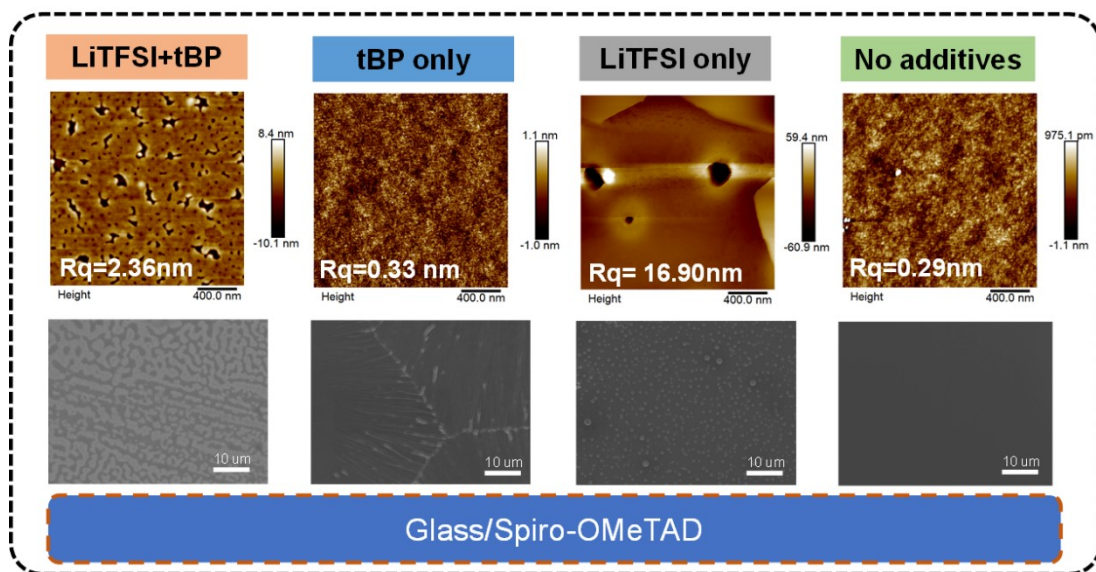 LiTFSI+tBP
tBP only
LiTFSI only
No additives
8.4 nm
-10.1 nm
Rq=2.36nm
Height
400.0 nm
1.1 nm
-1.0 nm
Rq=0.33 nm
Height
400.0 nm
59.4 nm
-60.9 nm
Rq= 16.90nm
Height
400.0 nm
975.1 pm
-1.1 nm
Rq=0.29nm
Height
400.0 nm
10 um
10 um
10 um
10 um
Glass/Spiro-OMeTAD